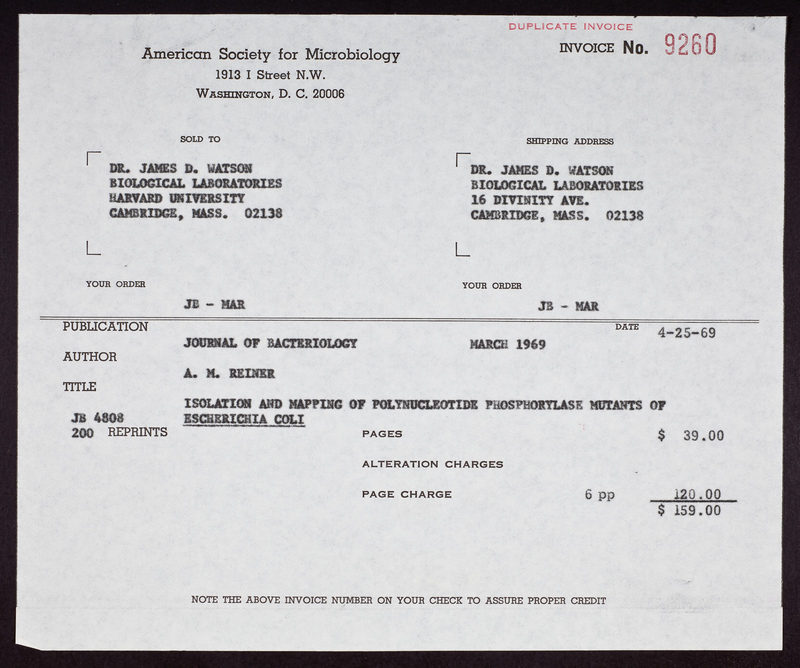 DUPLICATE INVOICE
INVOICE No. 9260
American Society for Microbiology
1913 I Street N.W.
WASHINGTON, D. C. 20006
SOLD TO
SHIPPING ADDRESS
DR. JAMES D. WATSON
BIOLOGICAL LABORATORIES
HARVARD UNIVERSITY
CAMBRIDGE, MASS. 02138
DR. JAMES D. WATSON
BIOLOGICAL LABORATORIES
16 DIVINITY AVE.
CAMBRIDGE, MASS. 02138
YOUR ORDER
JB - MAR
YOUR ORDER
JB - MAR
PUBLICATION
JOURNAL OF BACTERIOLOGY MARCH 1969
DATE 4-25-69
AUTHOR
A. M. REINER
TITLE
ISOLATION AND MAPPING OF POLYNUCLEOTIDE PHOSPHORYLASE MUTANTS OF
ESCHERICHIA COLI
JB 4808
200 REPRINTS
PAGES $ 39.00
ALTERATION CHARGES
PAGE CHARGE 6 pp 120.00
$ 159.00
NOTE THE ABOVE INVOICE NUMBER ON YOUR CHECK TO ASSURE PROPER CREDIT